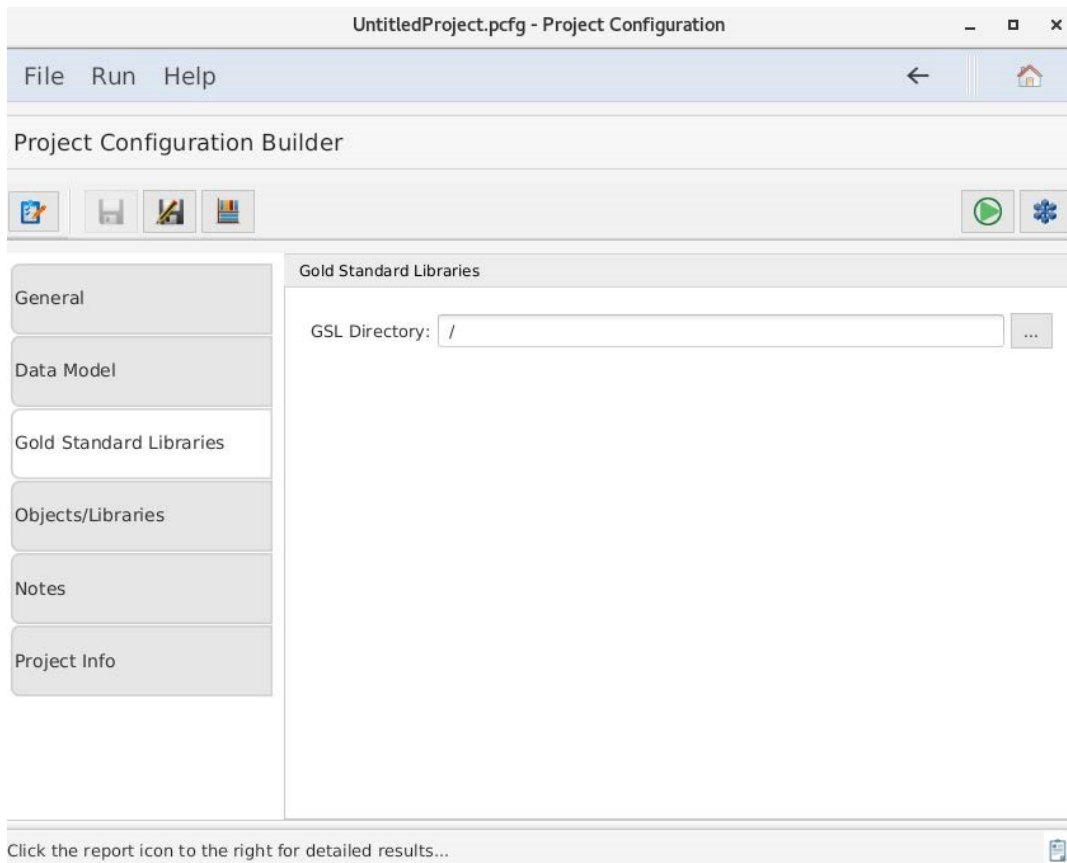 UntitledProject.pcfg - Project Configuration
File Run Help
Project Configuration Builder
General
Data Model
Gold Standard Libraries
Objects/Libraries
Notes
Project Info
Gold Standard Libraries
GSL Directory: /
...
Click the report icon to the right for detailed results...